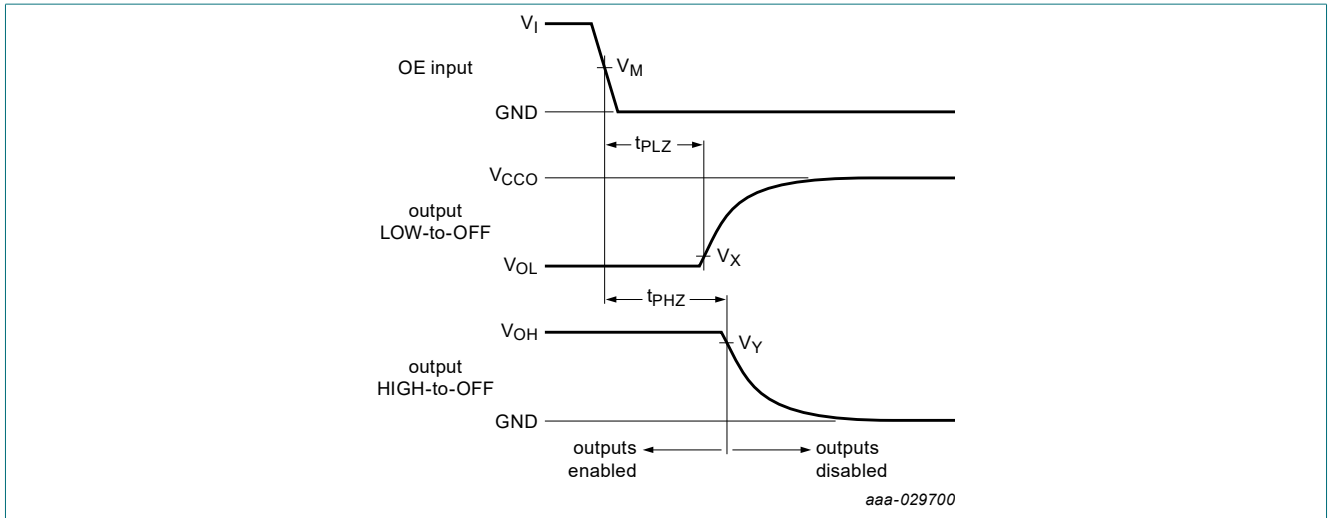 V_I
OE input
V_M
GND
t_PLZ
V_CCO
output
LOW-to-OFF
V_X
V_OL
t_PHZ
V_OH
V_Y
output
HIGH-to-OFF
GND
outputs
enabled
outputs
disabled
aaa-029700